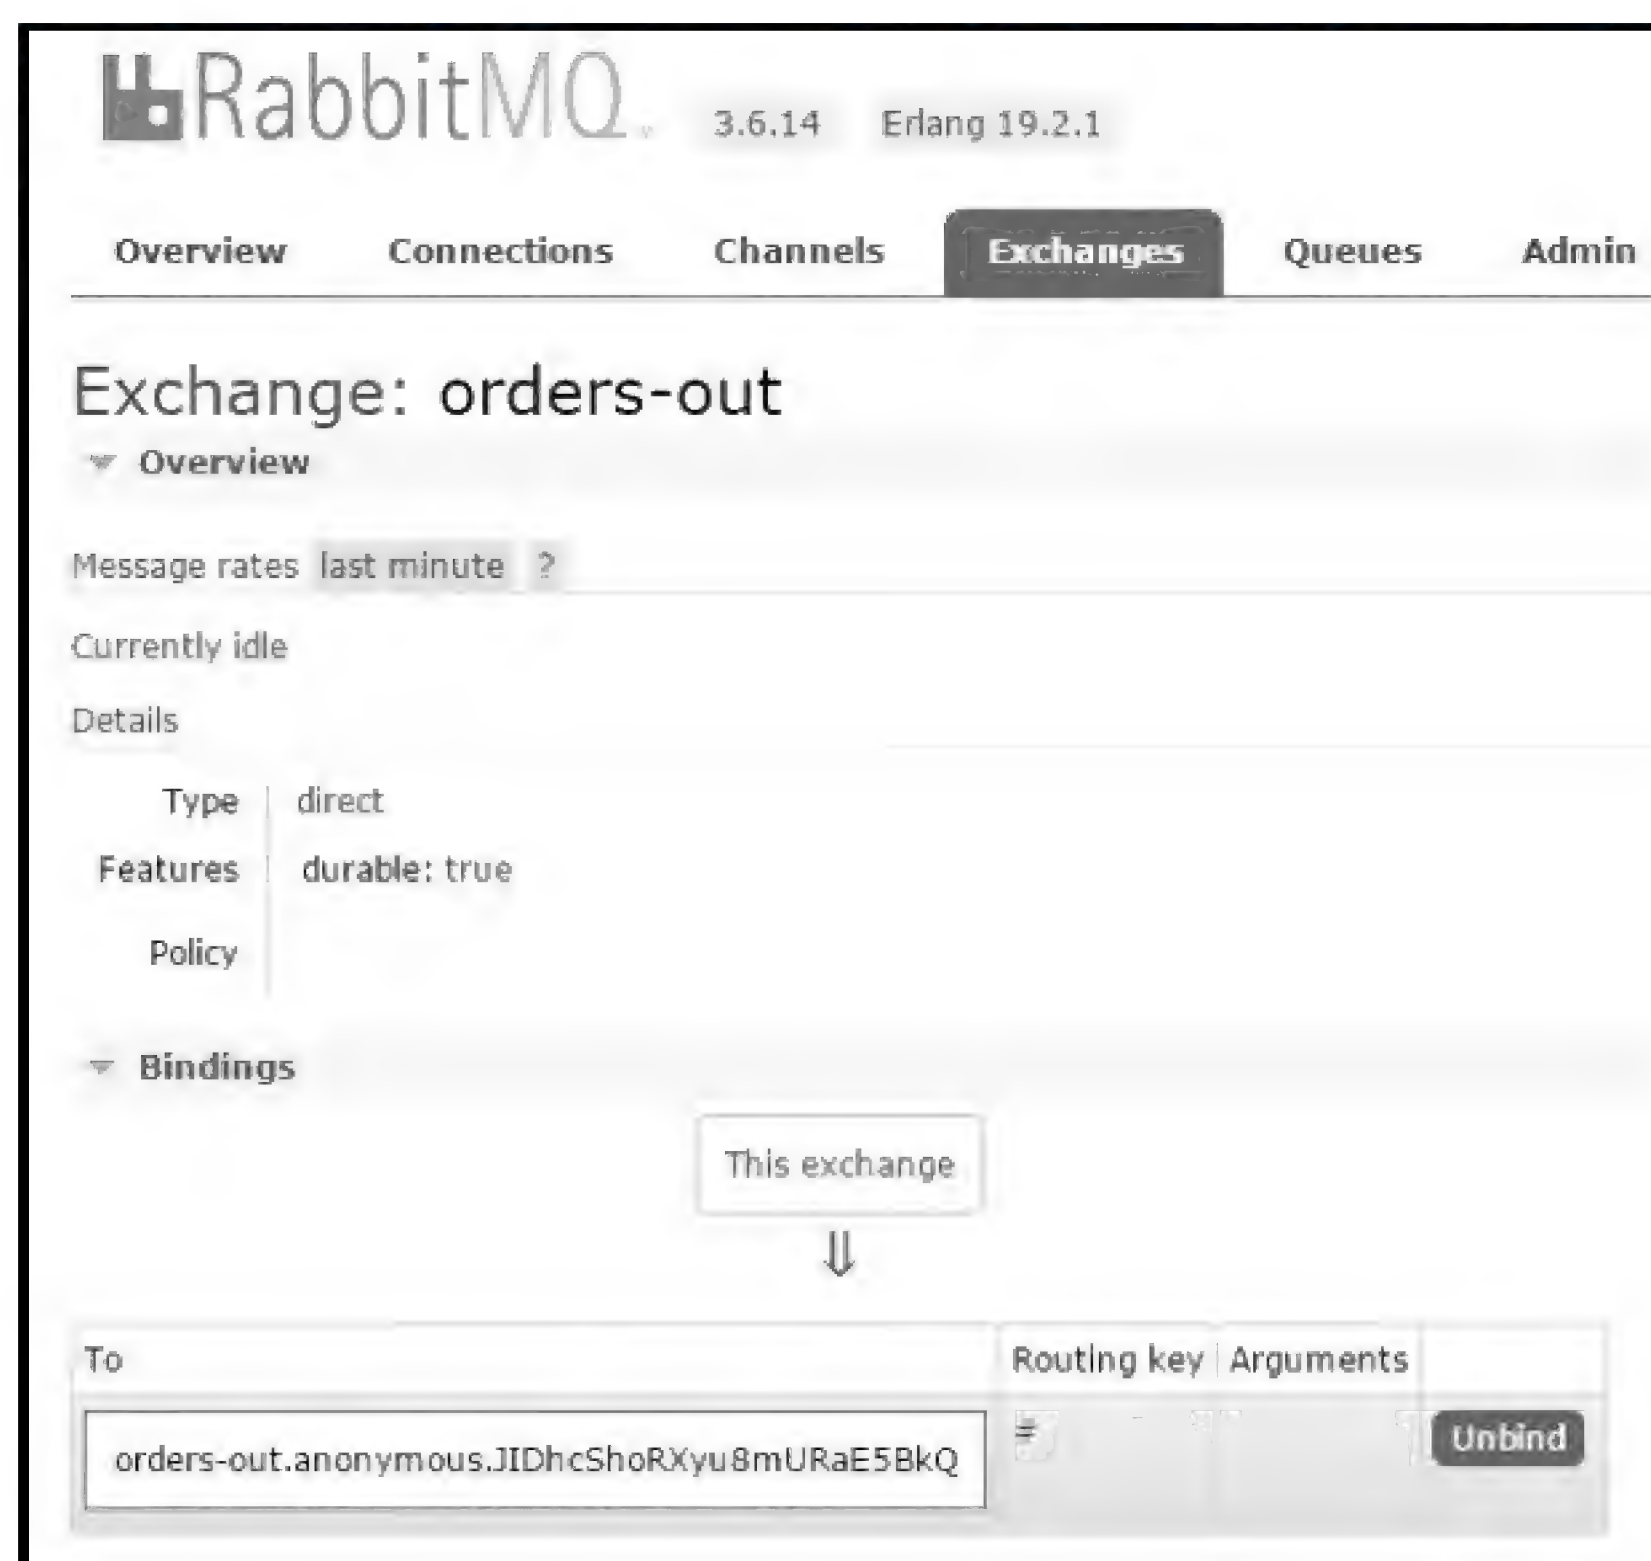 RabbitMQ 3.6.14 Erlang 19.2.1
Overview Connections Channels Exchanges Queues Admin
Exchange: orders-out
Overview
Message rates last minute ?
Currently idle
Details
Type direct
Features durable: true
Policy
Bindings
This exchange
⇓
To Routing key Arguments
orders-out.anonymous.JIDhcShoRXyu8mURaE5BkQ # Unbind